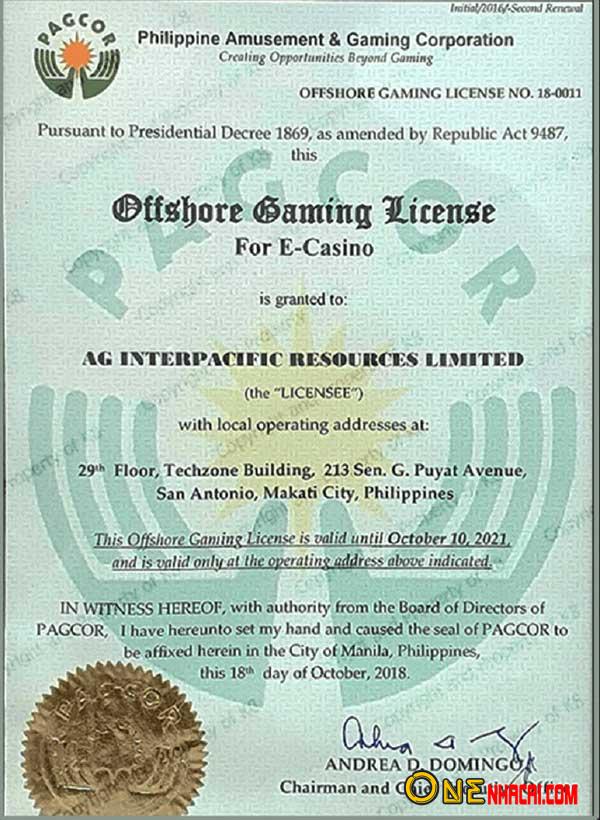 Initial/2016/-Second Renewal
PAGCOR
Philippine Amusement & Gaming Corporation
Creating Opportunities Beyond Gaming
OFFSHORE GAMING LICENSE NO. 18-0011
Pursuant to Presidential Decree 1869, as amended by Republic Act 9487,
this
PAGCOR
Offshore Gaming License
For E-Casino
is granted to:
AG INTERPACIFIC RESOURCES LIMITED
(the "LICENSEE")
with local operating addresses at:
29th Floor, Techzone Building, 213 Sen. G. Puyat Avenue,
San Antonio, Makati City, Philippines
This Offshore Gaming License is valid until October 10, 2021,
and is valid only at the operating address above indicated.
IN WITNESS HEREOF, with authority from the Board of Directors of
PAGCOR, I have hereunto set my hand and caused the seal of PAGCOR to
be affixed herein in the City of Manila, Philippines,
this 18th day of October, 2018.
PAGCOR
ANDREA D. DOMINGO
Chairman and
ONENHACAI.COM